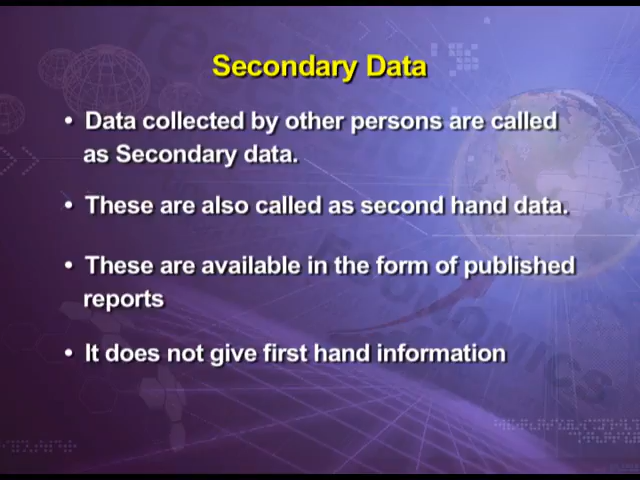 Secondary Data
• Data collected by other persons are called
as Secondary data.
• These are also called as second hand data.
• These are available in the form of published
reports
• It does not give first hand information
Economics